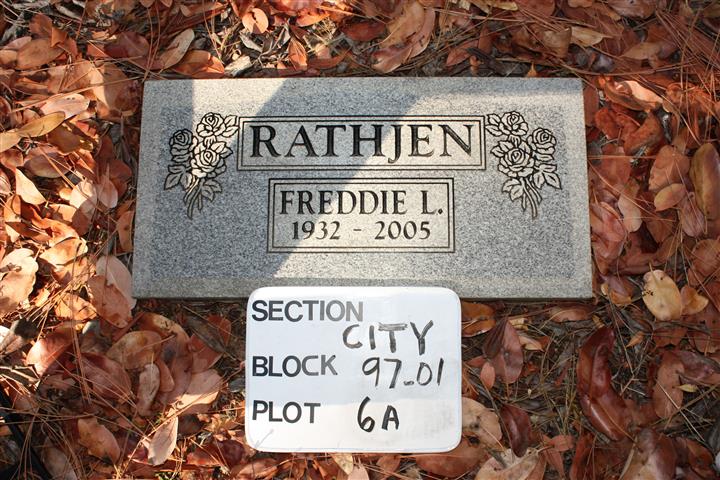 RATHJEN
FREDDIE L.
1932 - 2005
SECTION CITY
BLOCK 97-01
PLOT 6A